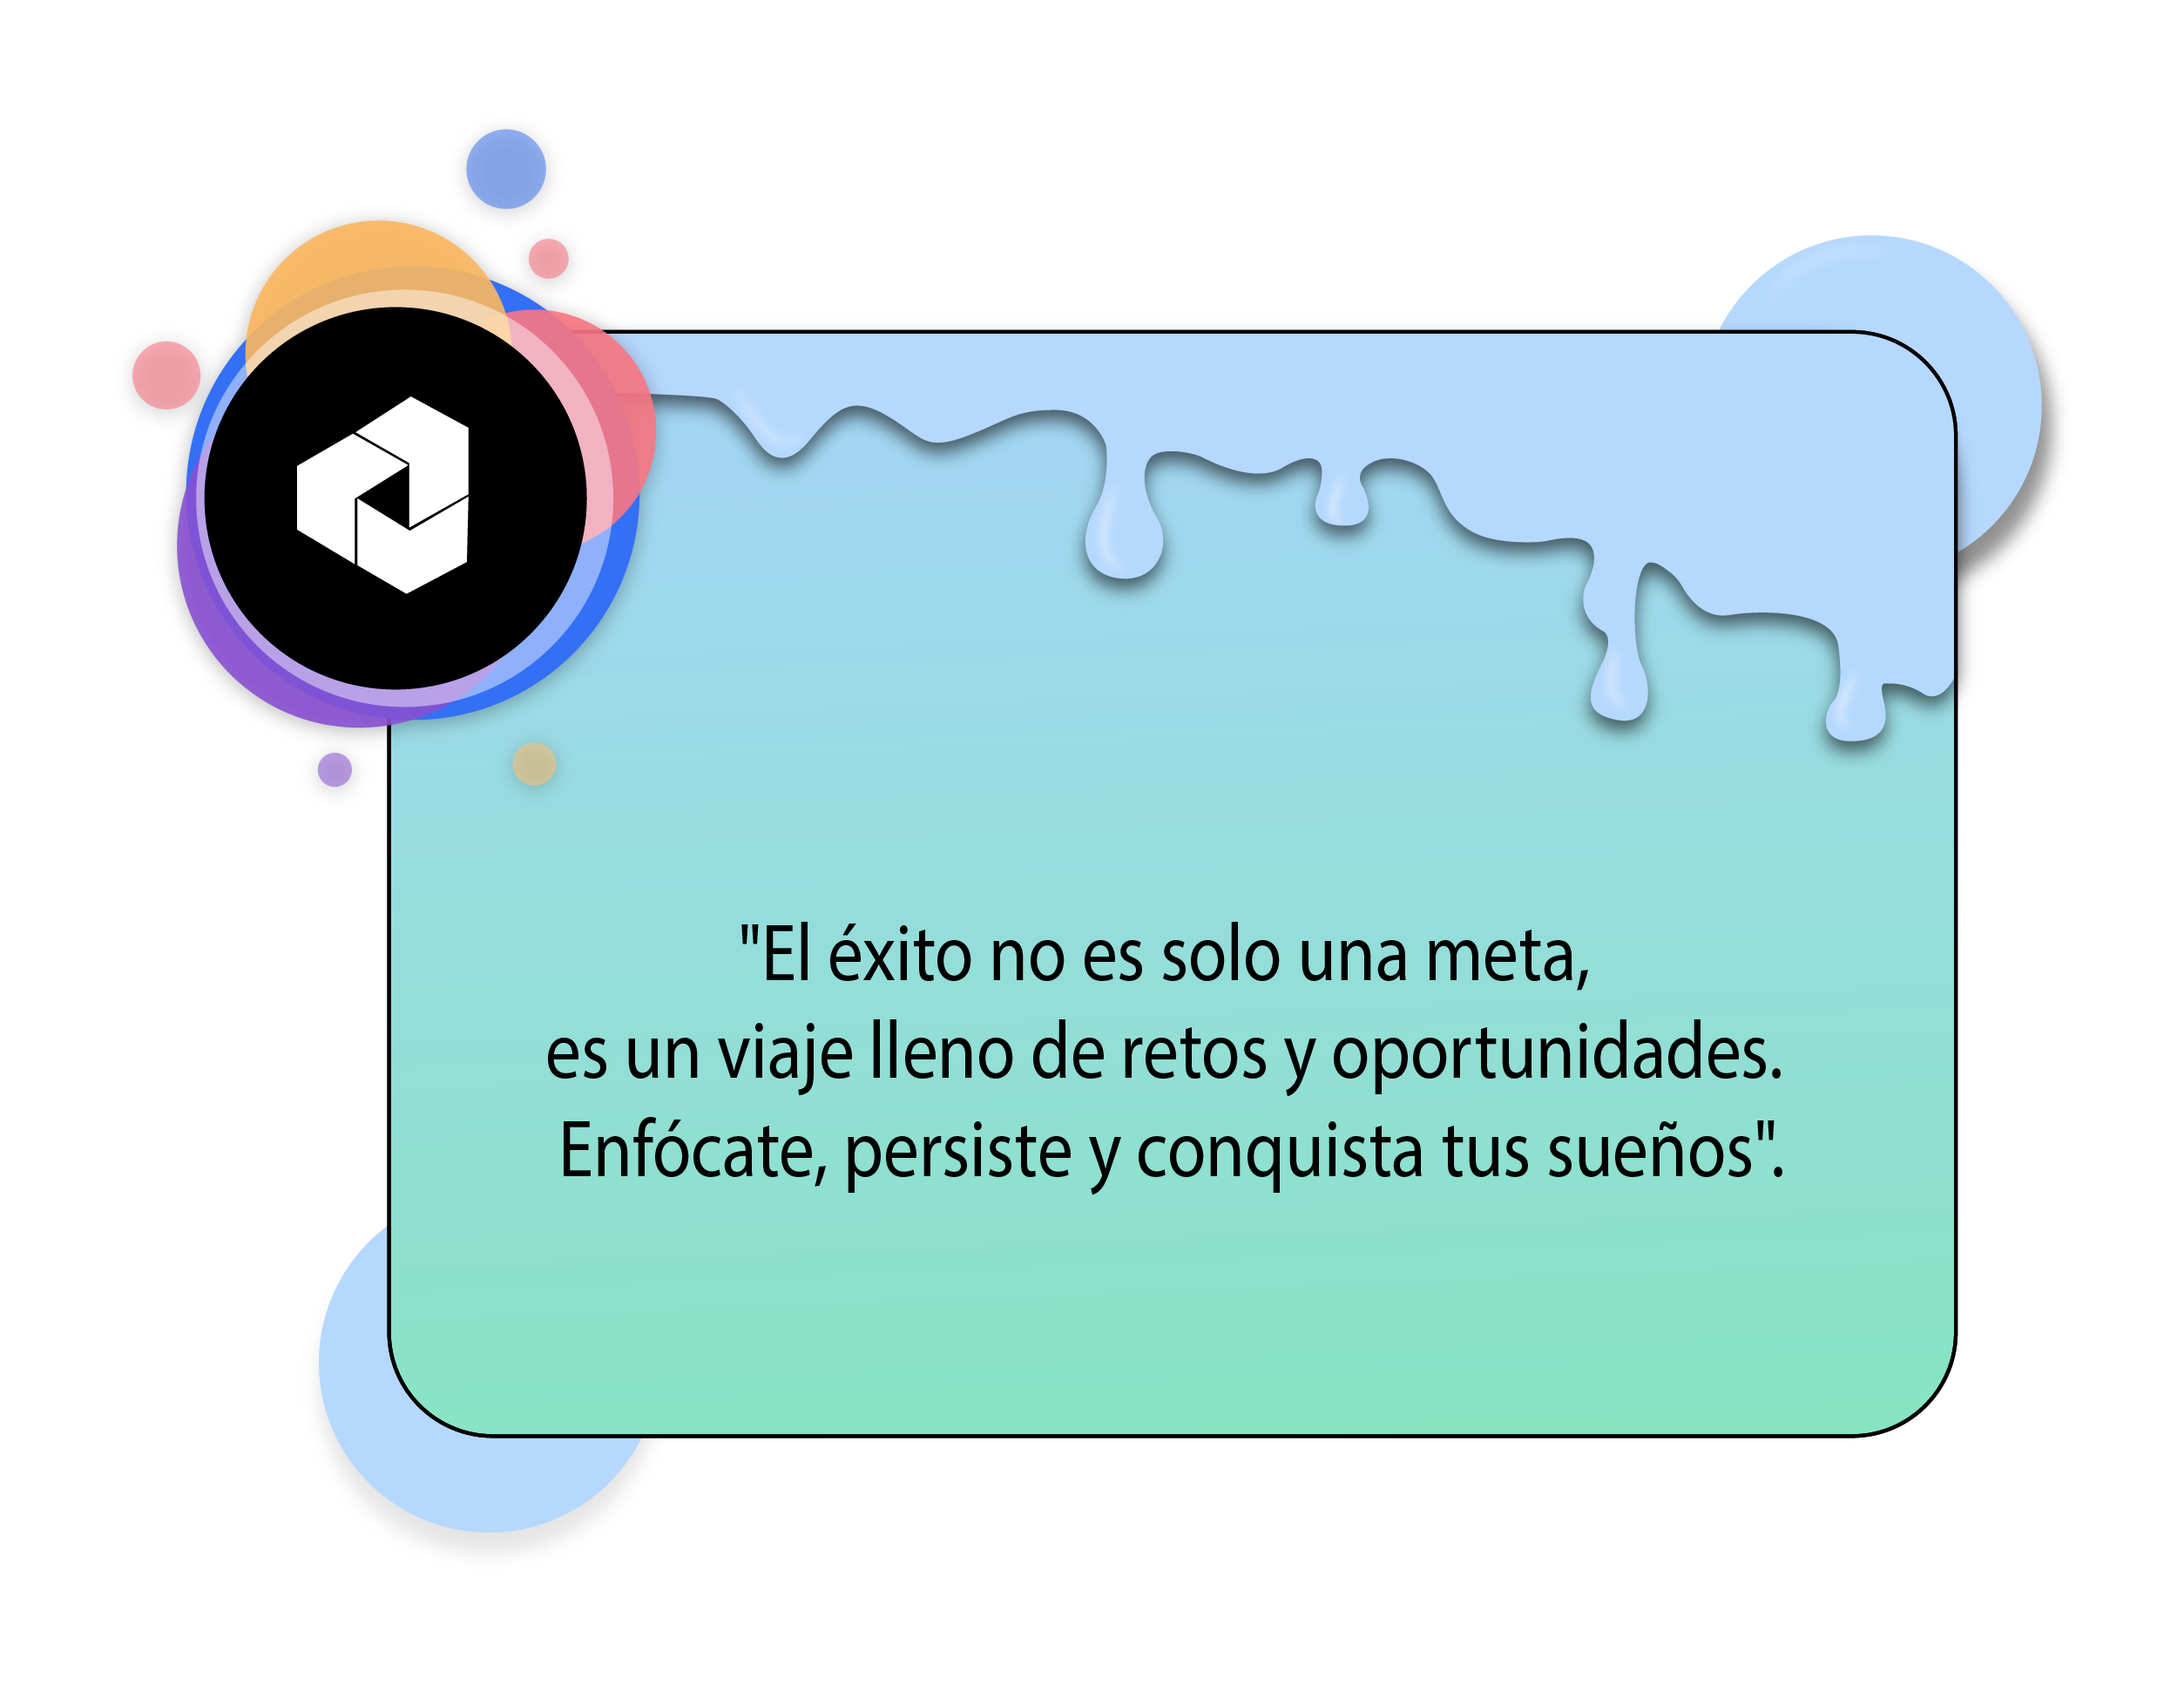 "El éxito no es solo una meta,
es un viaje lleno de retos y oportunidades.
Enfócate, persiste y conquista tus sueños".